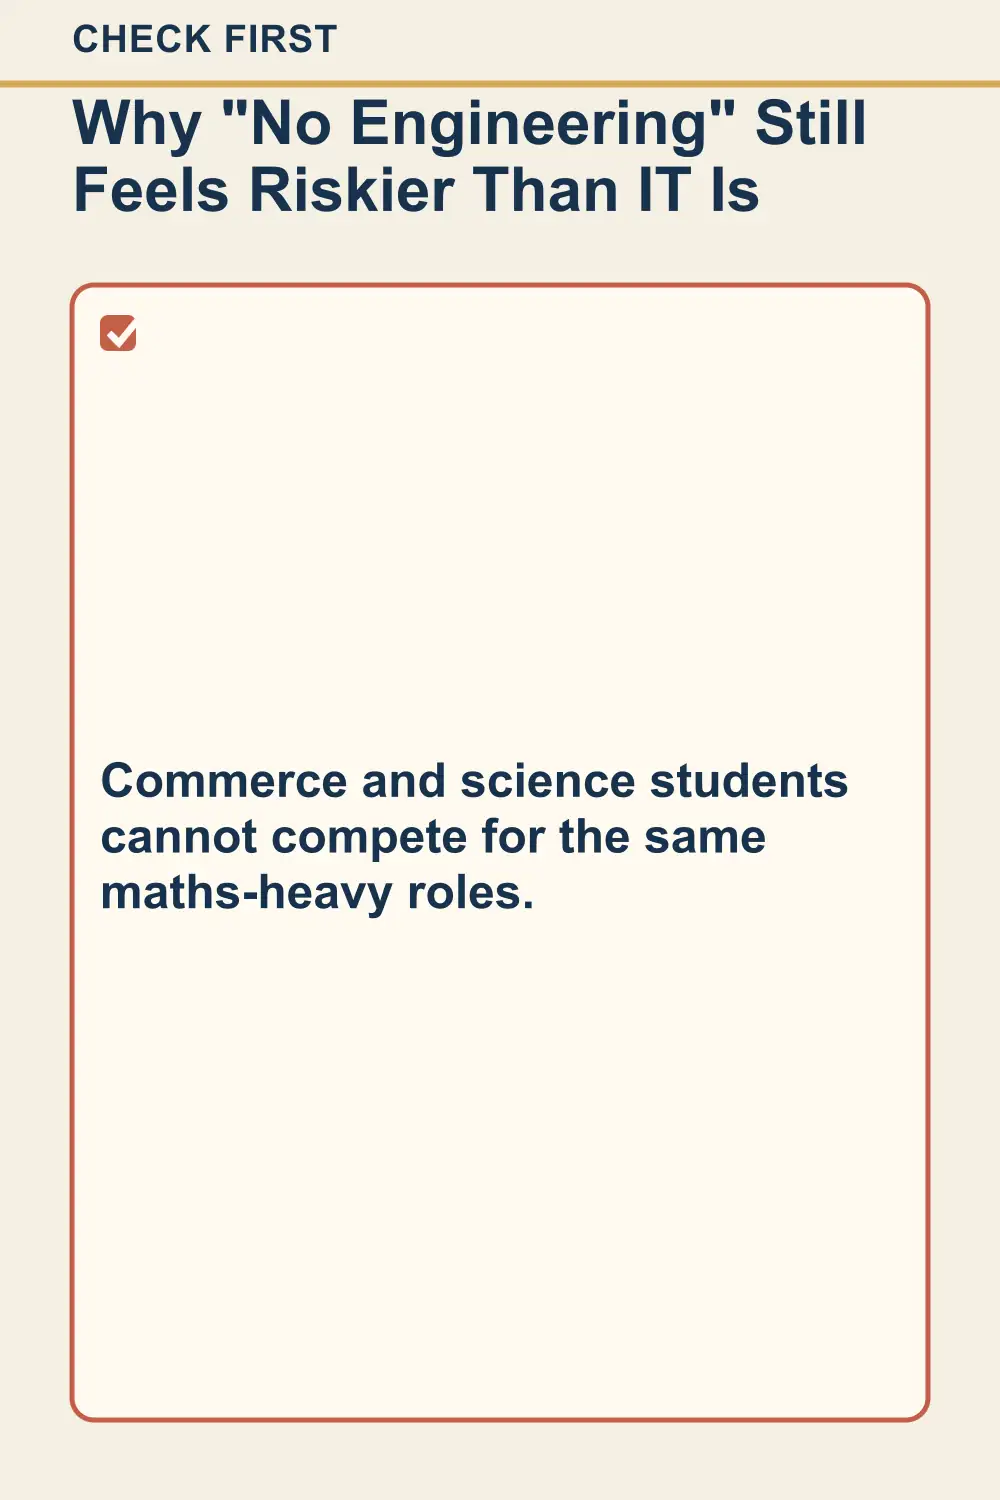 CHECK FIRST
Why "No Engineering" Still
Feels Riskier Than IT Is
Commerce and science students
cannot compete for the same
maths-heavy roles.